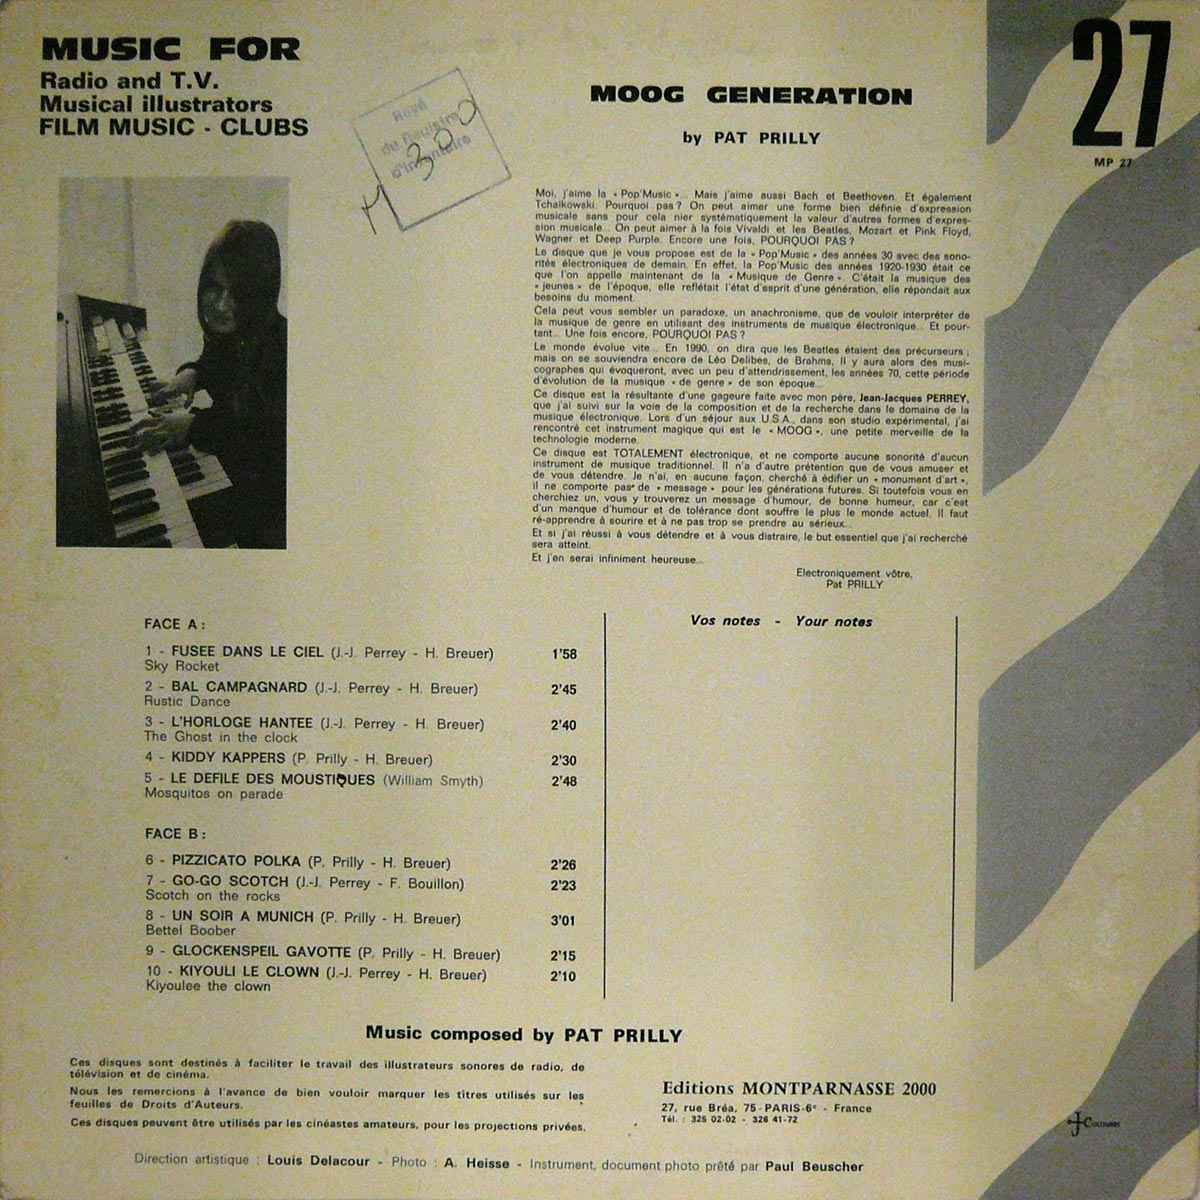 MUSIC FOR
Radio and T.V.
Musical illustrators
FILM MUSIC - CLUBS
Rayé
du Registre
d'inventaire
300
27
MP 27
MOOG GENERATION
by PAT PRILLY
Moi, j'aime la « Pop'Music »... Mais j'aime aussi Bach et Beethoven. Et également
Tchaïkowski. Pourquoi pas ? On peut aimer une forme bien définie d'expression
musicale sans pour cela nier systématiquement la valeur d'autres formes d'expres-
sion musicale... On peut aimer à la fois Vivaldi et les Beatles, Mozart et Pink Floyd,
Wagner et Deep Purple. Encore une fois, POURQUOI PAS ?
Le disque que je vous propose est de la « Pop'Music » des années 30 avec des sono-
rités électroniques de demain. En effet, la Pop'Music des années 1920-1930 était ce
que l'on appelle maintenant de la « Musique de Genre ». C'était la musique des
« jeunes » de l'époque, elle reflétait l'état d'esprit d'une génération, elle répondait aux
besoins du moment.
Cela peut vous sembler un paradoxe, un anachronisme, que de vouloir interpréter de
la musique de genre en utilisant des instruments de musique électronique... Et pour-
tant... Une fois encore, POURQUOI PAS ?
Le monde évolue vite... En 1990, on dira que les Beatles étaient des précurseurs ;
mais on se souviendra encore de Léo Delibes, de Brahms, Il y aura alors des musi-
cographes qui évoqueront, avec un peu d'attendrissement, les années 70, cette période
d'évolution de la musique « de genre » de son époque...
Ce disque est la résultante d'une gageure faite avec mon père, Jean-Jacques PERREY,
que j'ai suivi sur la voie de la composition et de la recherche dans le domaine de la
musique électronique. Lors d'un séjour aux U.S.A., dans son studio expérimental, j'ai
rencontré cet instrument magique qui est le « MOOG », une petite merveille de la
technologie moderne.
Ce disque est TOTALEMENT électronique, et ne comporte aucune sonorité d'aucun
instrument de musique traditionnel. Il n'a d'autre prétention que de vous amuser et
de vous détendre. Je n'ai, en aucune façon, cherché à édifier un « monument d'art »,
Il ne comporte pas de « message » pour les générations futures. Si toutefois vous en
cherchiez un, vous y trouverez un message d'humour, de bonne humeur, car c'est
d'un manque d'humour et de tolérance dont souffre le plus le monde actuel. Il faut
ré-apprendre à sourire et à ne pas trop se prendre au sérieux...
Et si j'ai réussi à vous détendre et à vous distraire, le but essentiel que j'ai recherché
sera atteint.
Et j'en serai infiniment heureuse...
Electroniquement vôtre,
Pat PRILLY
FACE A :
1 - FUSEE DANS LE CIEL (J.-J. Perrey - H. Breuer) 1'58
Sky Rocket
2 - BAL CAMPAGNARD (J.-J. Perrey - H. Breuer) 2'45
Rustic Dance
3 - L'HORLOGE HANTEE (J.-J. Perrey - H. Breuer) 2'40
The Ghost in the clock
4 - KIDDY KAPPERS (P. Prilly - H. Breuer) 2'30
5 - LE DEFILE DES MOUSTIQUES (William Smyth) 2'48
Mosquitos on parade
FACE B :
6 - PIZZICATO POLKA (P. Prilly - H. Breuer) 2'26
7 - GO-GO SCOTCH (J.-J. Perrey - F. Bouillon) 2'23
Scotch on the rocks
8 - UN SOIR A MUNICH (P. Prilly - H. Breuer) 3'01
Bettel Boober
9 - GLOCKENSPEIL GAVOTTE (P. Prilly - H. Breuer) 2'15
10 - KIYOULI LE CLOWN (J.-J. Perrey - H. Breuer) 2'10
Kiyoulee the clown
Vos notes - Your notes
Music composed by PAT PRILLY
Ces disques sont destinés à faciliter le travail des illustrateurs sonores de radio, de
télévision et de cinéma.
Nous les remercions à l'avance de bien vouloir marquer les titres utilisés sur les
feuilles de Droits d'Auteurs.
Ces disques peuvent être utilisés par les cinéastes amateurs, pour les projections privées.
Editions MONTPARNASSE 2000
27, rue Bréa, 75 - PARIS-6e - France
Tél. : 325 02-02 - 326 41-72
Direction artistique : Louis Delacour - Photo : A. Heisse - Instrument, document photo prêté par Paul Beuscher